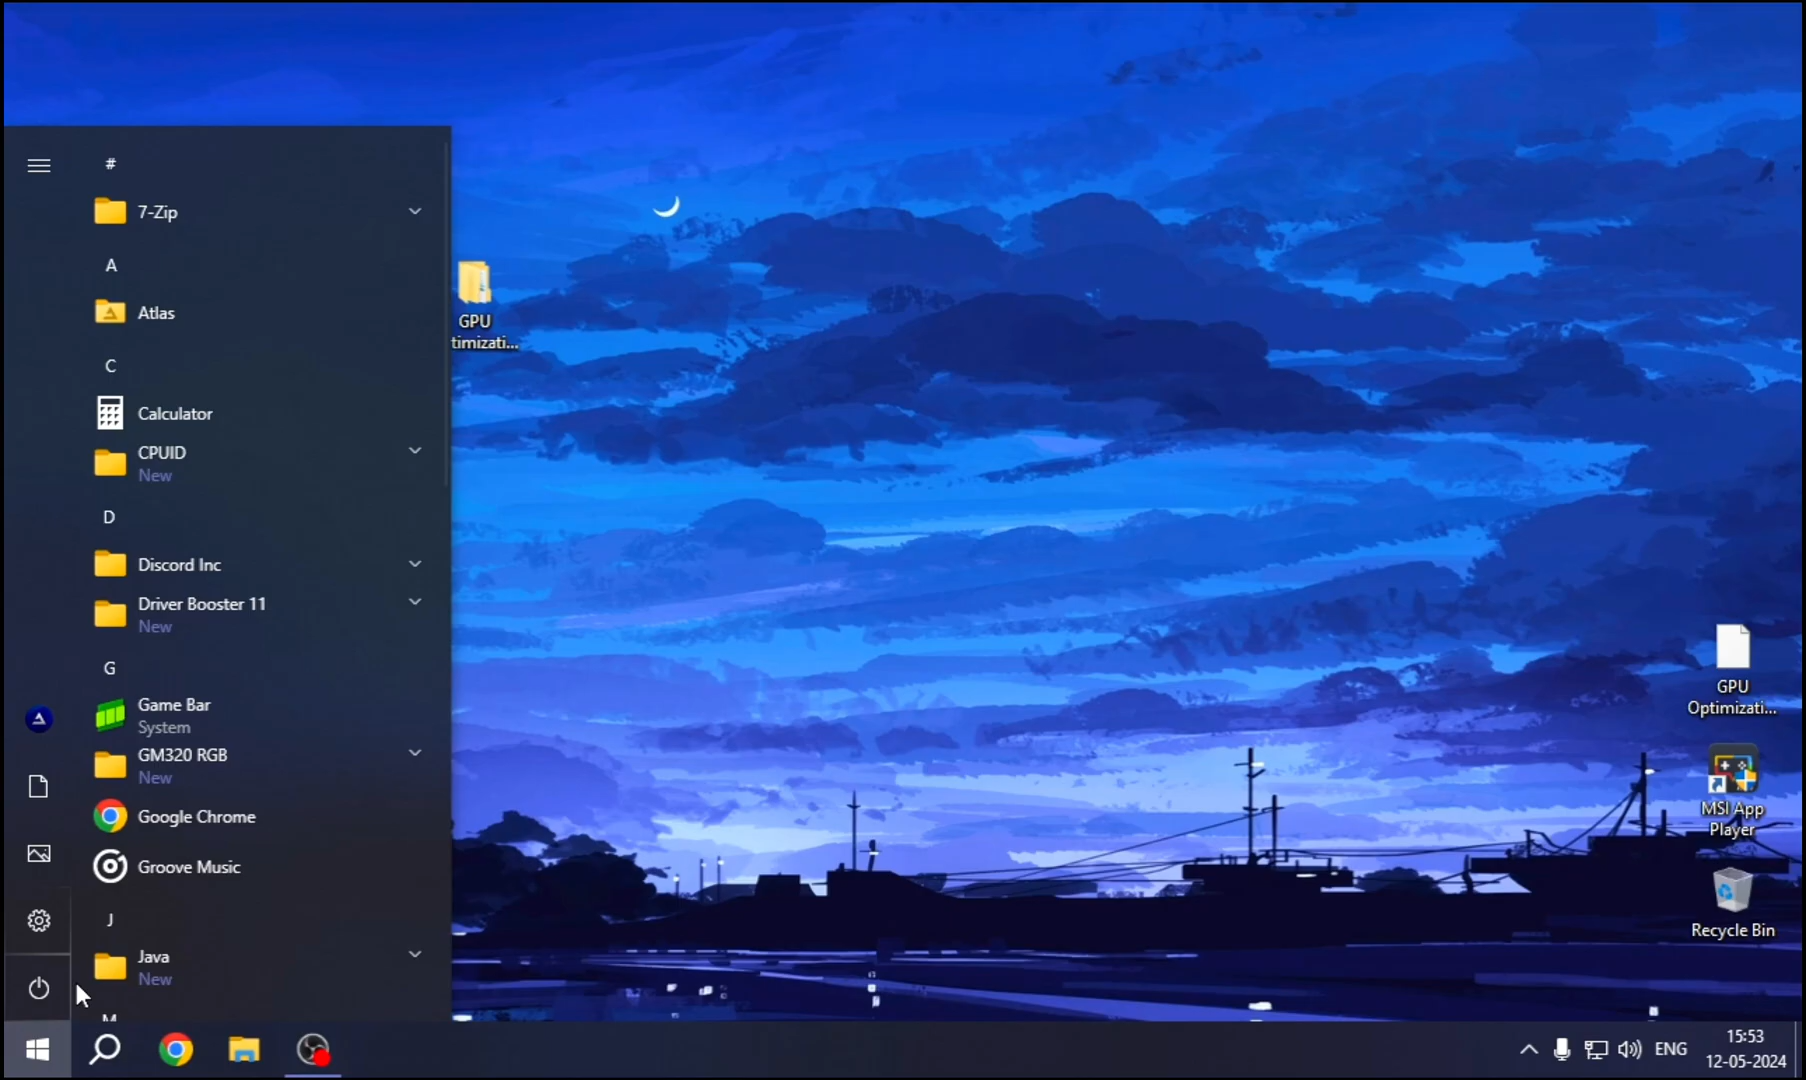 #
7-Zip
A
Atlas
C
Calculator
CPUID
New
D
Discord Inc
Driver Booster 11
New
G
Game Bar
System
GM320 RGB
New
Google Chrome
Groove Music
J
Java
New
M
GPU
timizati...
GPU
Optimizati...
MSI App
Player
Recycle Bin
ENG
15:53
12-05-2024